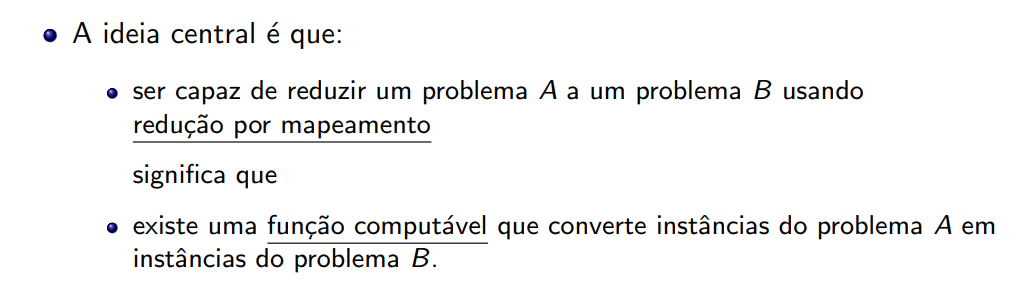 A ideia central é que:
ser capaz de reduzir um problema A a um problema B usando
redução por mapeamento
significa que
existe uma função computável que converte instâncias do problema A em
instâncias do problema B.